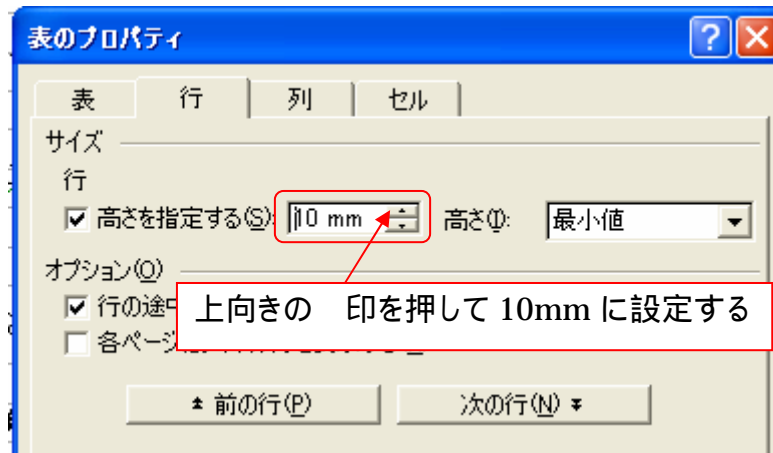 表のプロパティ
表 行 列 セル
サイズ
行
高さを指定する(S): 10 mm 高さ(I): 最小値
オプション(O)
行の途中
上向きの 印を押して 10mm に設定する
各ページ
前の行(P) 次の行(N)